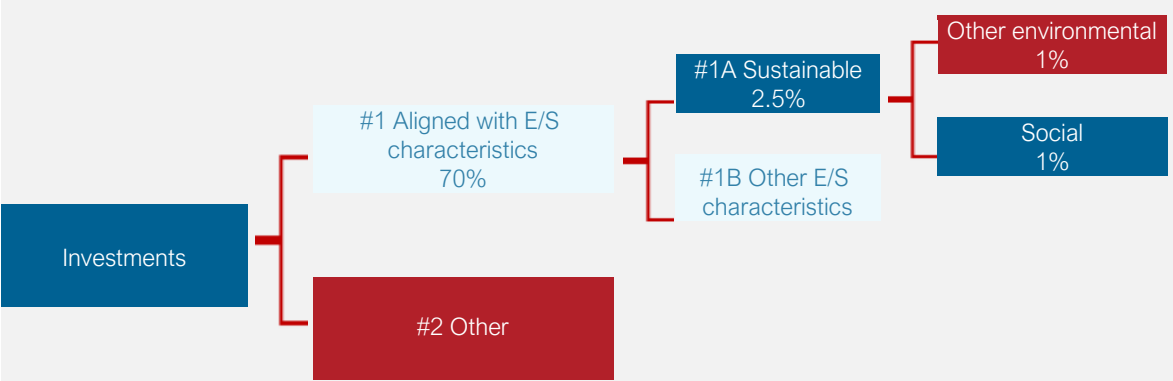 Investments
#1 Aligned with E/S
characteristics
70%
#2 Other
#1A Sustainable
2.5%
#1B Other E/S
characteristics
Other environmental
1%
Social
1%